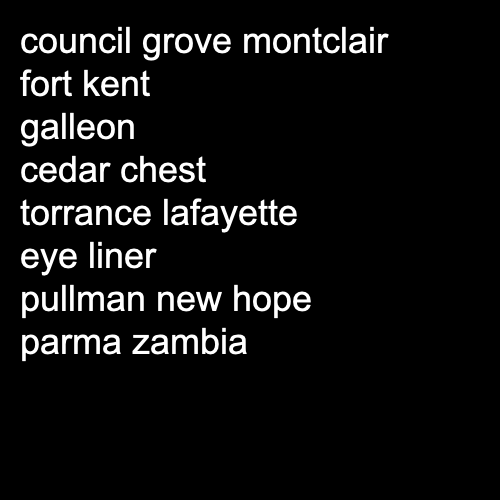 council grove montclair
fort kent
galleon
cedar chest
torrance lafayette
eye liner
pullman new hope
parma zambia